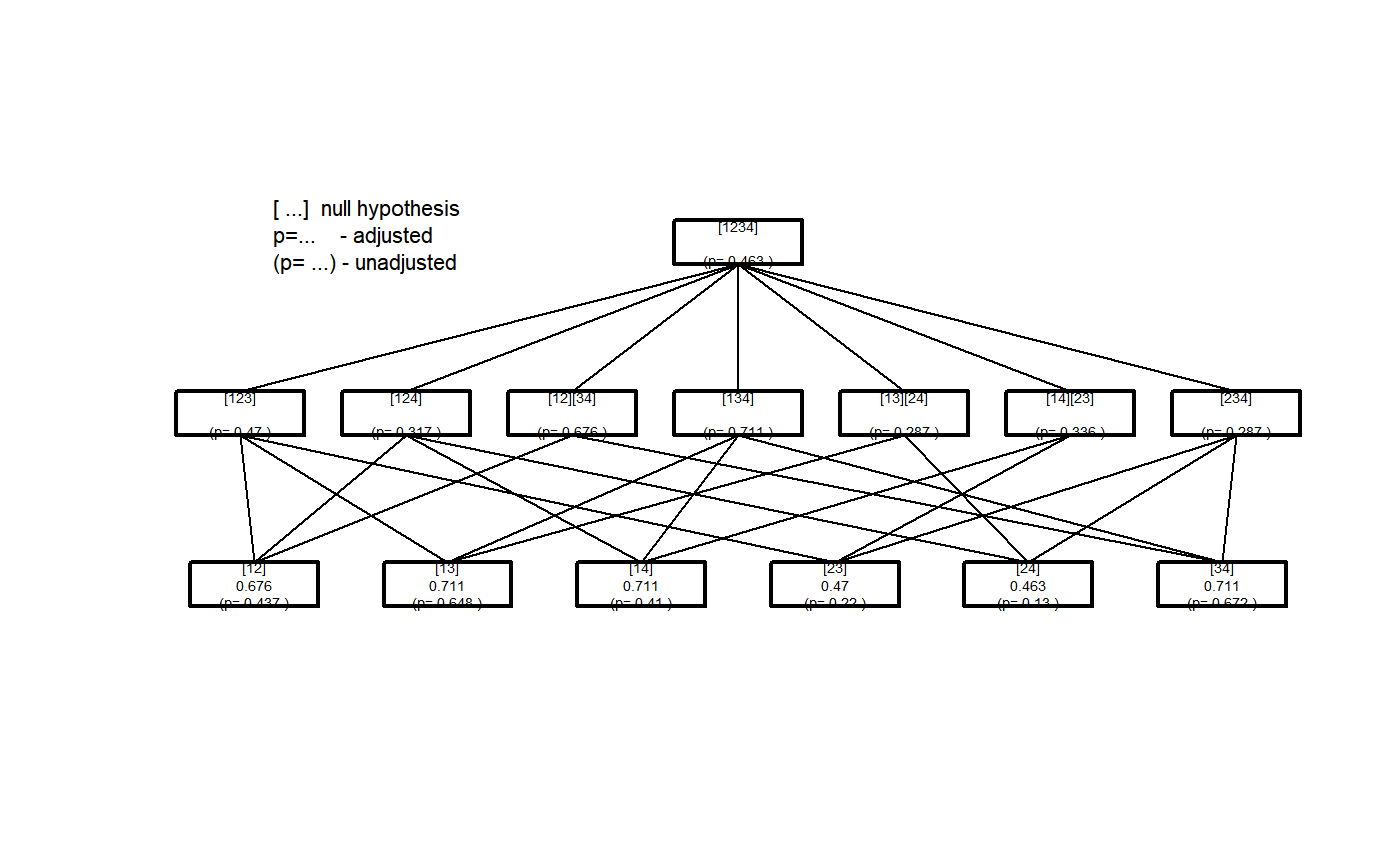 [ ...]  null hypothesis
p=...    - adjusted
(p= ...) - unadjusted
[1234]
(p= 0.463 )
[123]
(p= 0.47 )
[124]
(p= 0.317 )
[12][34]
(p= 0.676 )
[134]
(p= 0.711 )
[13][24]
(p= 0.287 )
[14][23]
(p= 0.336 )
[234]
(p= 0.287 )
[12]
0.676
(p= 0.437 )
[13]
0.711
(p= 0.648 )
[14]
0.711
(p= 0.41 )
[23]
0.47
(p= 0.22 )
[24]
0.463
(p= 0.13 )
[34]
0.711
(p= 0.672 )